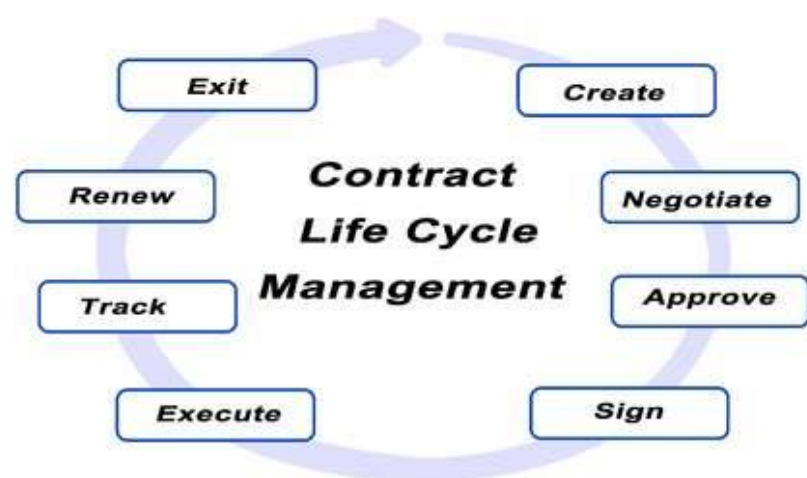 Contract
Life Cycle
Management
Create
Negotiate
Approve
Sign
Execute
Track
Renew
Exit